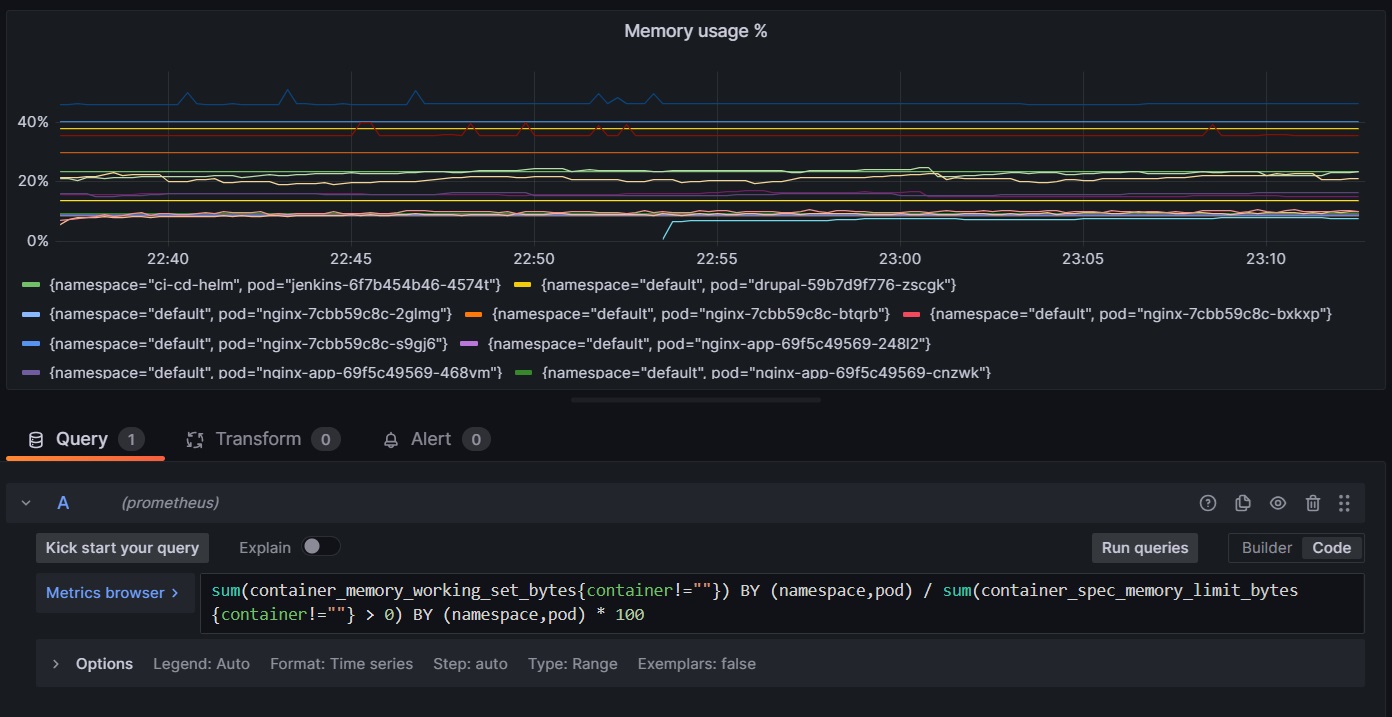 Memory usage %
40%
20%
0%
22:40 22:45 22:50 22:55 23:00 23:05 23:10
{namespace="ci-cd-helm", pod="jenkins-6f7b454b46-4574t"} {namespace="default", pod="drupal-59b7d9f776-zscgk"}
{namespace="default", pod="nginx-7cbb59c8c-2glmg"} {namespace="default", pod="nginx-7cbb59c8c-btqrb"} {namespace="default", pod="nginx-7cbb59c8c-bxkxp"}
{namespace="default", pod="nginx-7cbb59c8c-s9gj6"} {namespace="default", pod="nginx-app-69f5c49569-248l2"}
{namespace="default", pod="nginx-app-69f5c49569-468vm"} {namespace="default", pod="nginx-app-69f5c49569-cnzwk"}
Query 1 Transform 0 Alert 0
A (prometheus)
Kick start your query Explain Run queries Builder Code
Metrics browser > sum(container_memory_working_set_bytes{container!=""}) BY (namespace,pod) / sum(container_spec_memory_limit_bytes
{container!=""} > 0) BY (namespace,pod) * 100
> Options Legend: Auto Format: Time series Step: auto Type: Range Exemplars: false